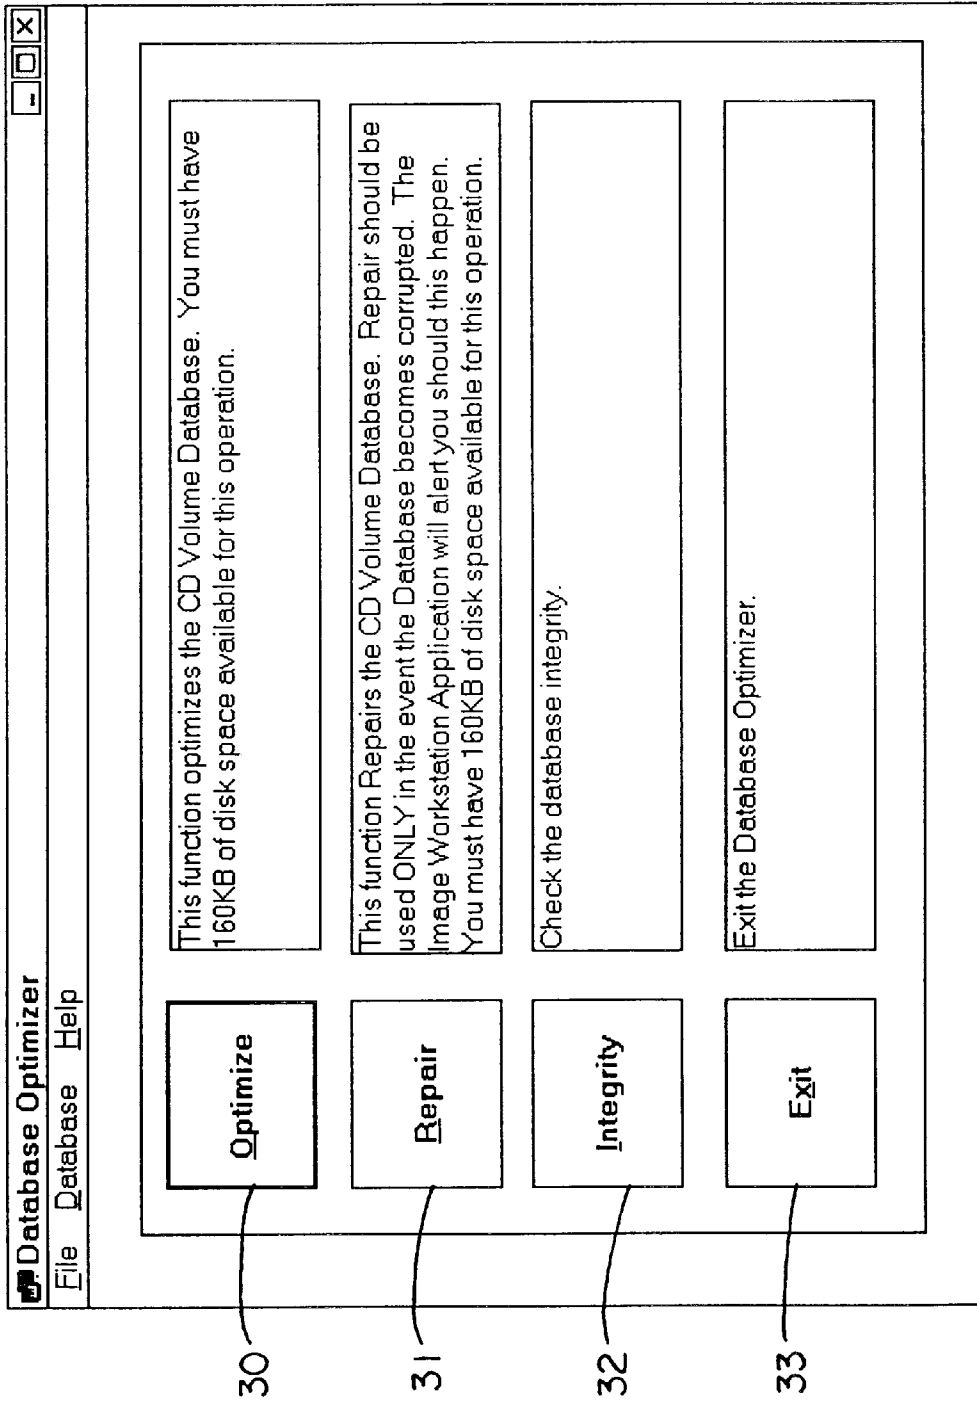 Database Optimizer
File Database Help
30
Optimize
This function optimizes the CD Volume Database. You must have
160KB of disk space available for this operation.
31
Repair
This function Repairs the CD Volume Database. Repair should be
used ONLY in the event the Database becomes corrupted. The
Image Workstation Application will alert you should this happen.
You must have 160KB of disk space available for this operation.
32
Integrity
Check the database integrity.
33
Exit
Exit the Database Optimizer.